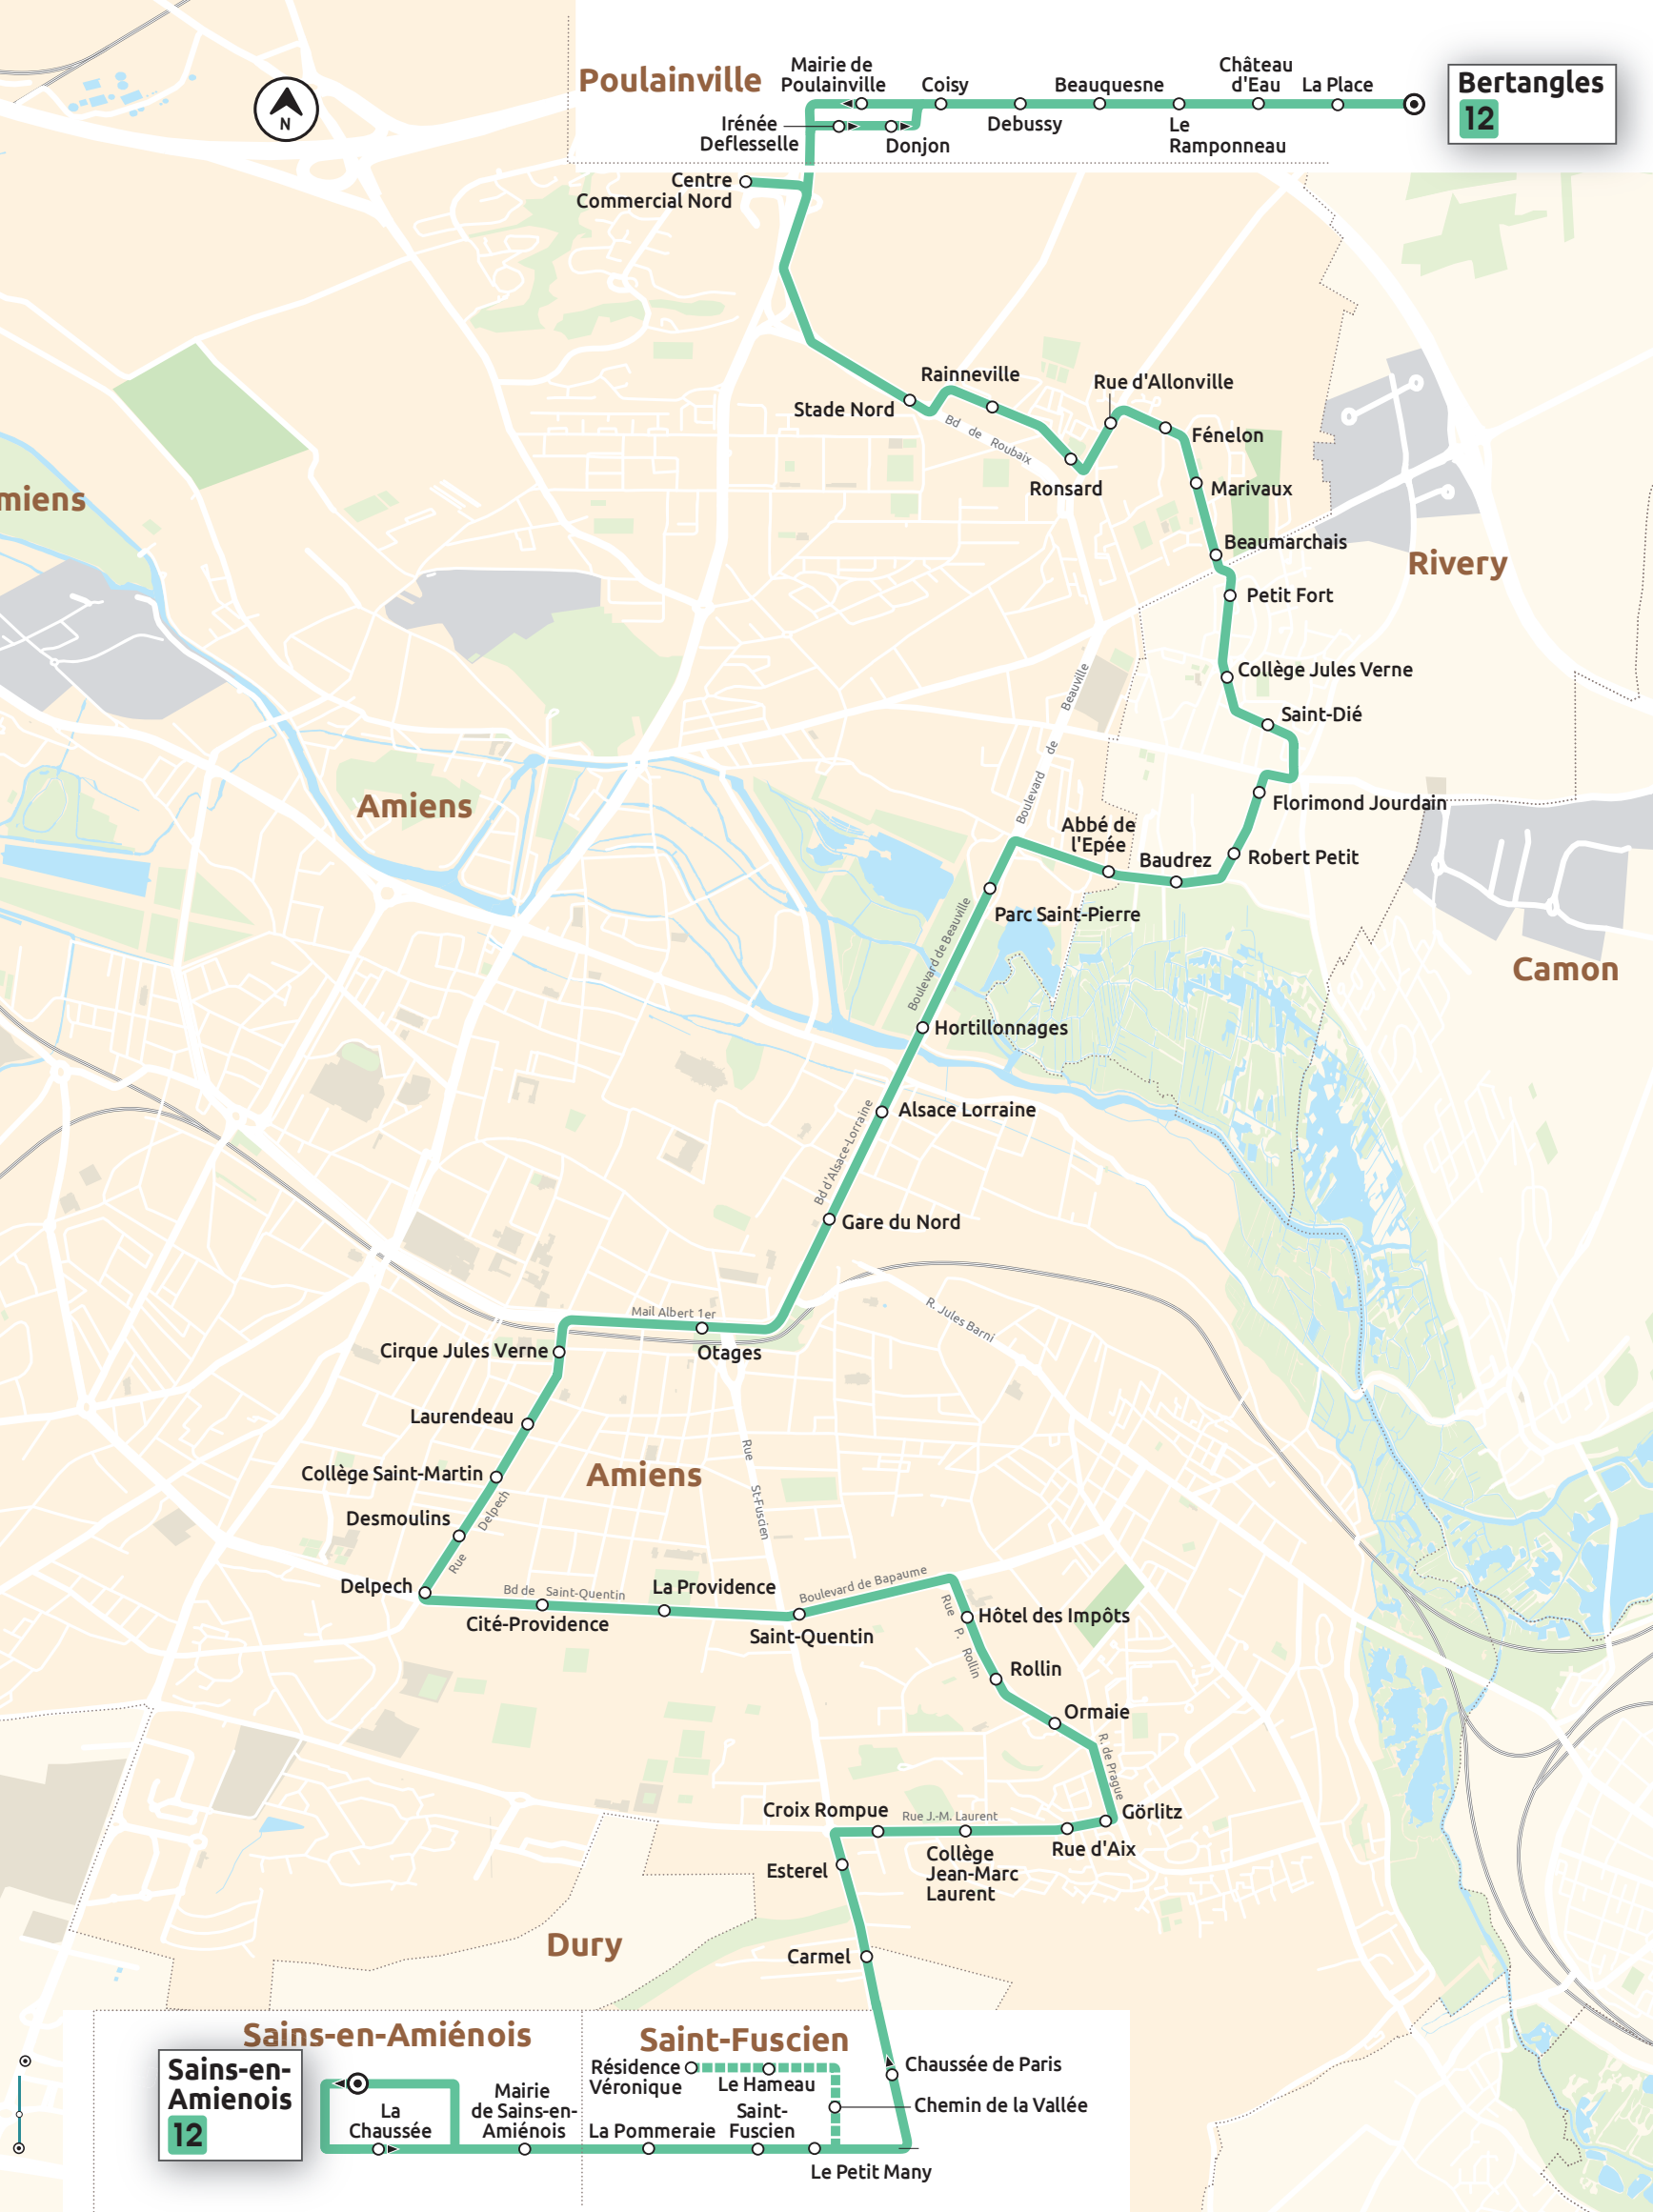 Poulainville
Mairie de
Poulainville
Coisy
Debussy
Beauquesne
Le
Ramponneau
Château
d'Eau
La Place
Bertangles
12
Irénée
Deflesselle
Donjon
N
Centre
Commercial Nord
Stade Nord
Rainneville
Bd de Roubaix
Ronsard
Rue d'Allonville
Fénelon
Marivaux
Beaumarchais
Petit Fort
Rivery
miens
Collège Jules Verne
Saint-Dié
Florimond Jourdain
Robert Petit
Baudrez
Abbé de
l'Epée
Boulevard de Beauville
Amiens
Parc Saint-Pierre
Boulevard de Beauville
Camon
Hortillonnages
Alsace Lorraine
Bd d'Alsace-Lorraine
Gare du Nord
R. Jules Barni
Mail Albert 1er
Otages
Cirque Jules Verne
Laurendeau
Collège Saint-Martin
Amiens
Rue St-Fuscien
Desmoulins
Rue Delpech
Delpech
Bd de Saint-Quentin
Cité-Providence
La Providence
Saint-Quentin
Boulevard de Bapaume
Hôtel des Impôts
Rue P. Rollin
Rollin
Ormaie
R. de Prague
Görlitz
Rue d'Aix
Rue J.-M. Laurent
Collège
Jean-Marc
Laurent
Croix Rompue
Esterel
Dury
Carmel
Sains-en-Amiénois
Saint-Fuscien
Chaussée de Paris
Chemin de la Vallée
Résidence
Véronique
Le Hameau
Sains-en-
Amienois
12
La
Chaussée
Mairie
de Sains-en-
Amiénois
La Pommeraie
Saint-
Fuscien
Le Petit Many